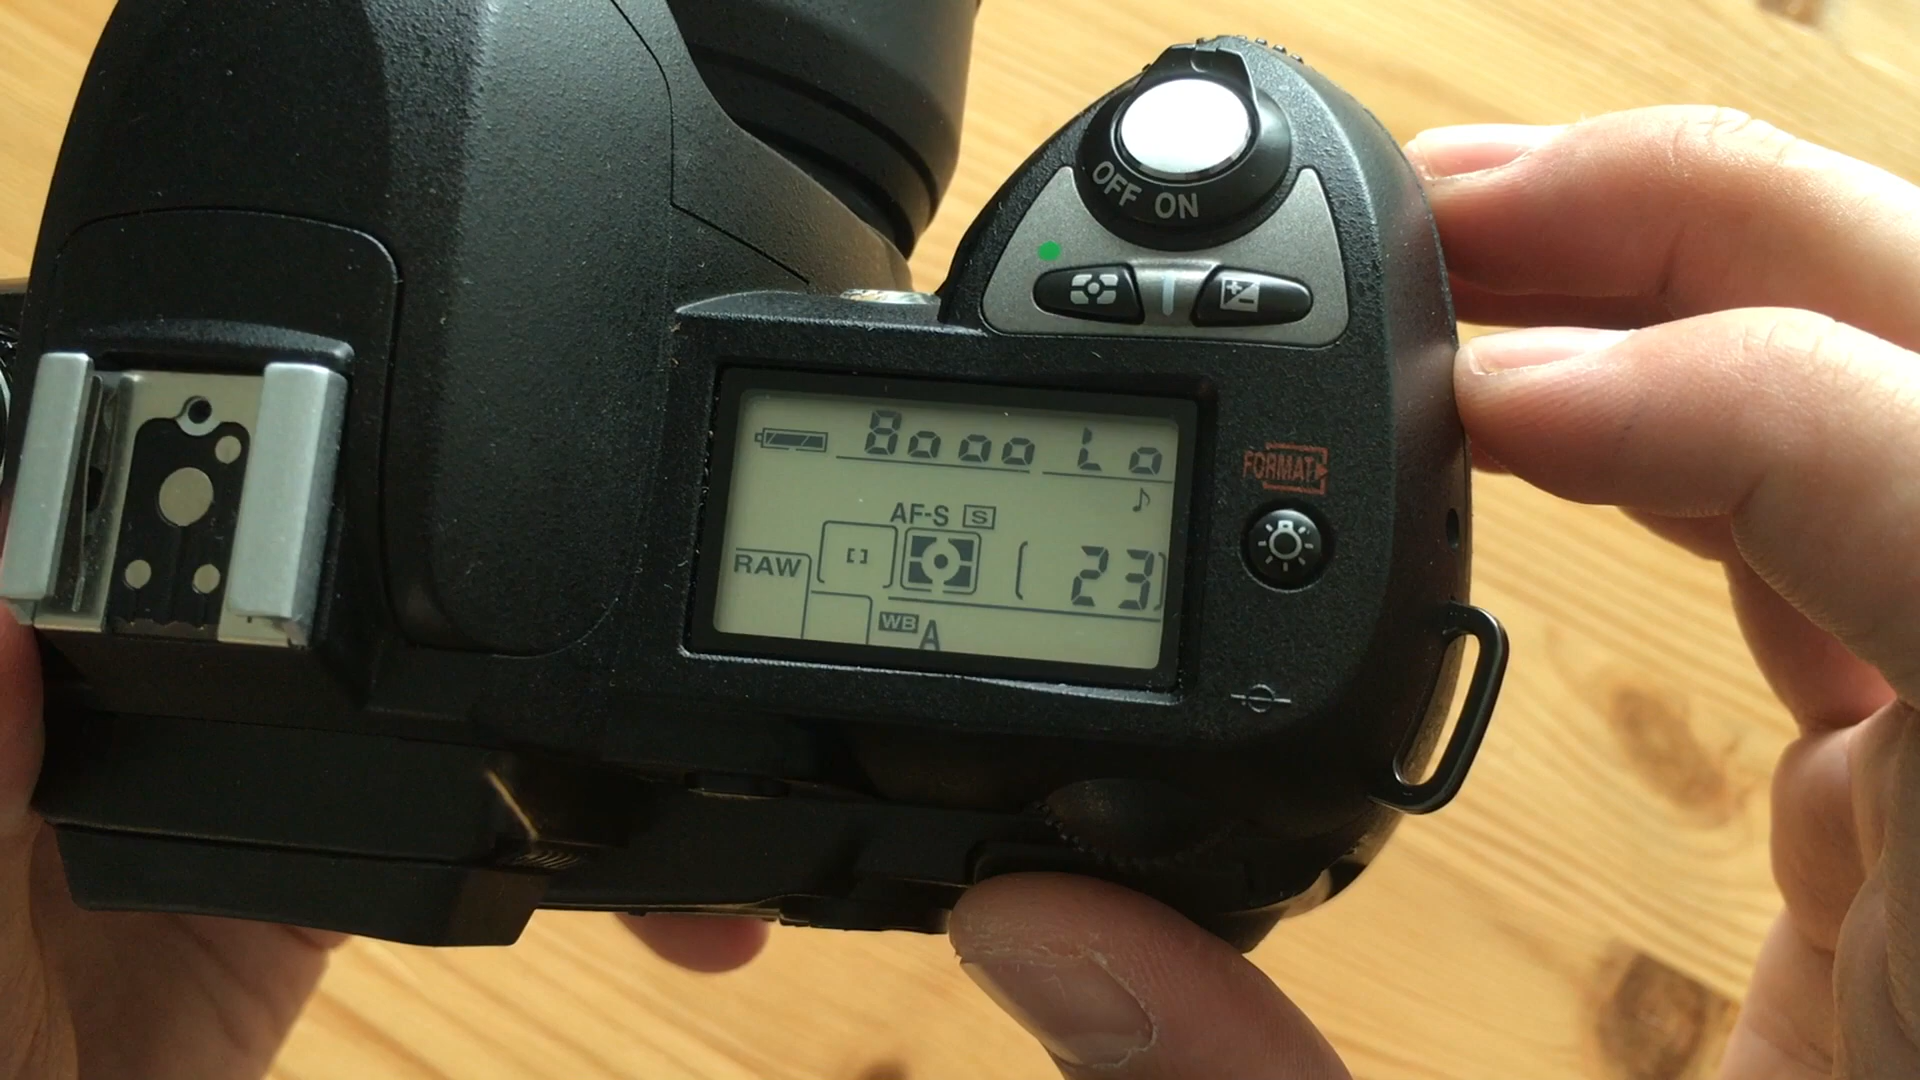 OFF ON
8000 Lo
FORMAT
AF-S S
RAW [ 23]
WB A